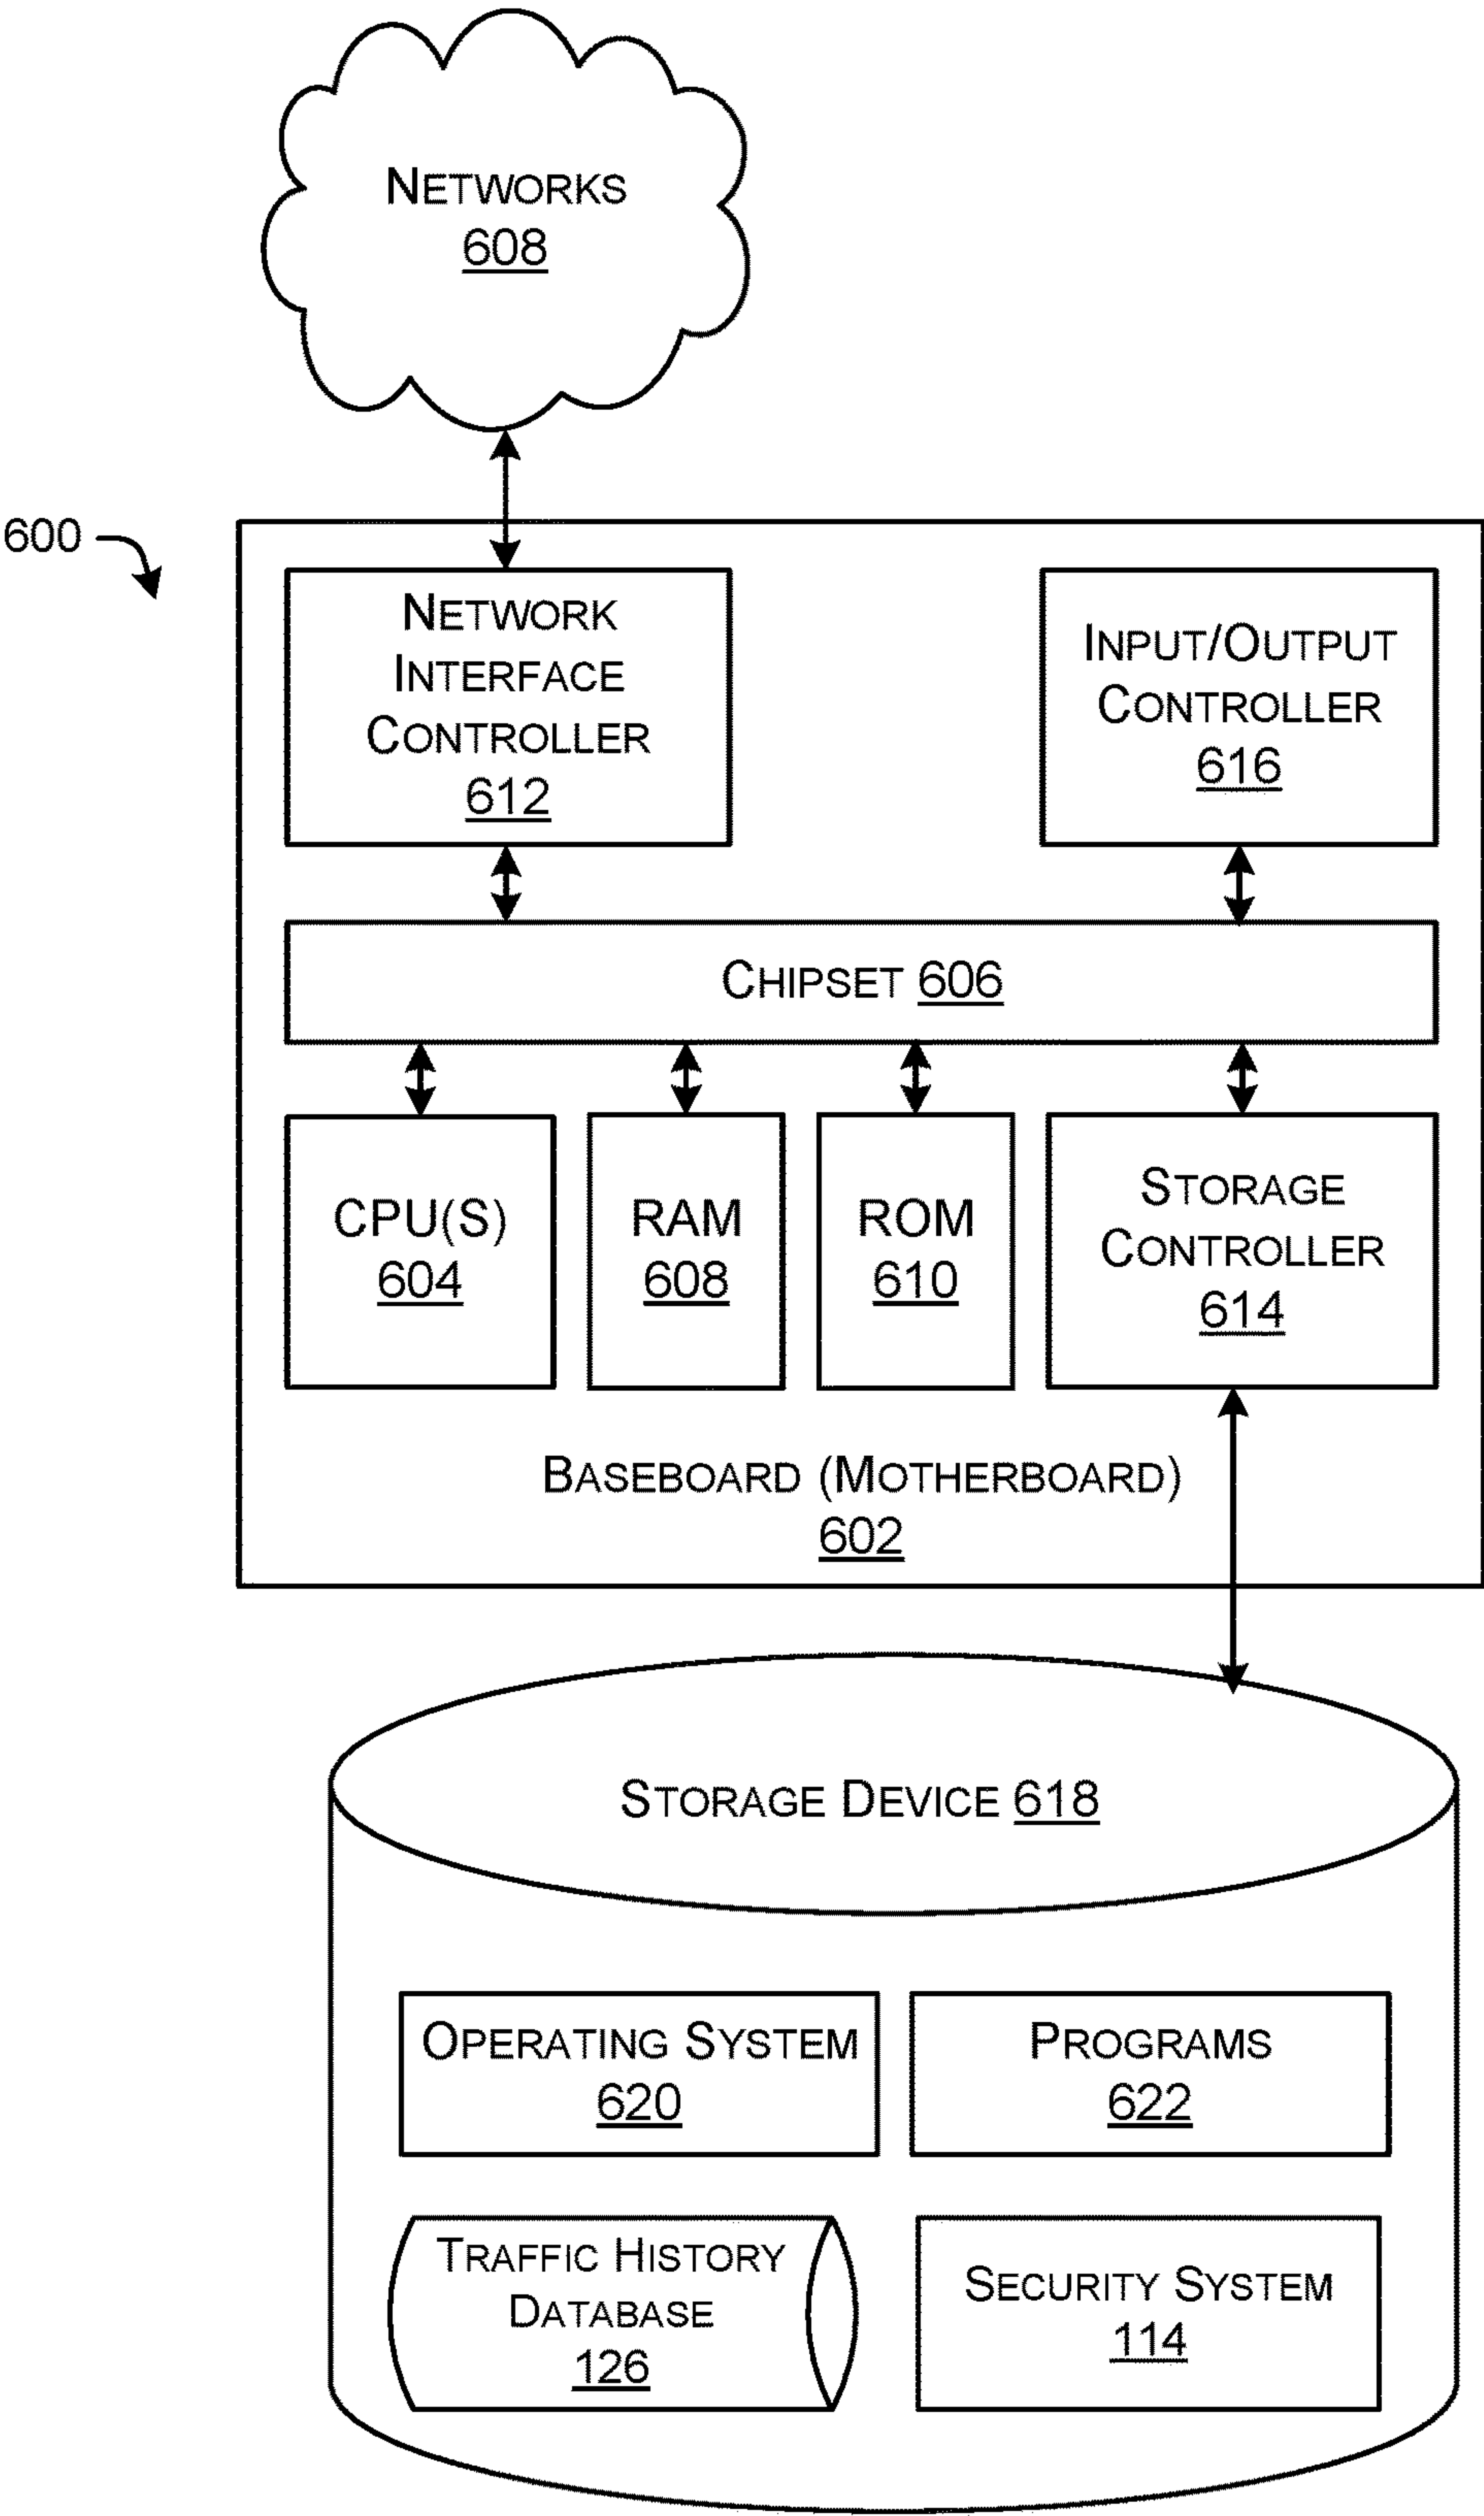 NETWORKS
608
600
NETWORK
INTERFACE
CONTROLLER
612
INPUT/OUTPUT
CONTROLLER
616
CHIPSET 606
CPU(S)
604
RAM
608
ROM
610
STORAGE
CONTROLLER
614
BASEBOARD (MOTHERBOARD)
602
STORAGE DEVICE 618
OPERATING SYSTEM
620
PROGRAMS
622
TRAFFIC HISTORY
DATABASE
126
SECURITY SYSTEM
114